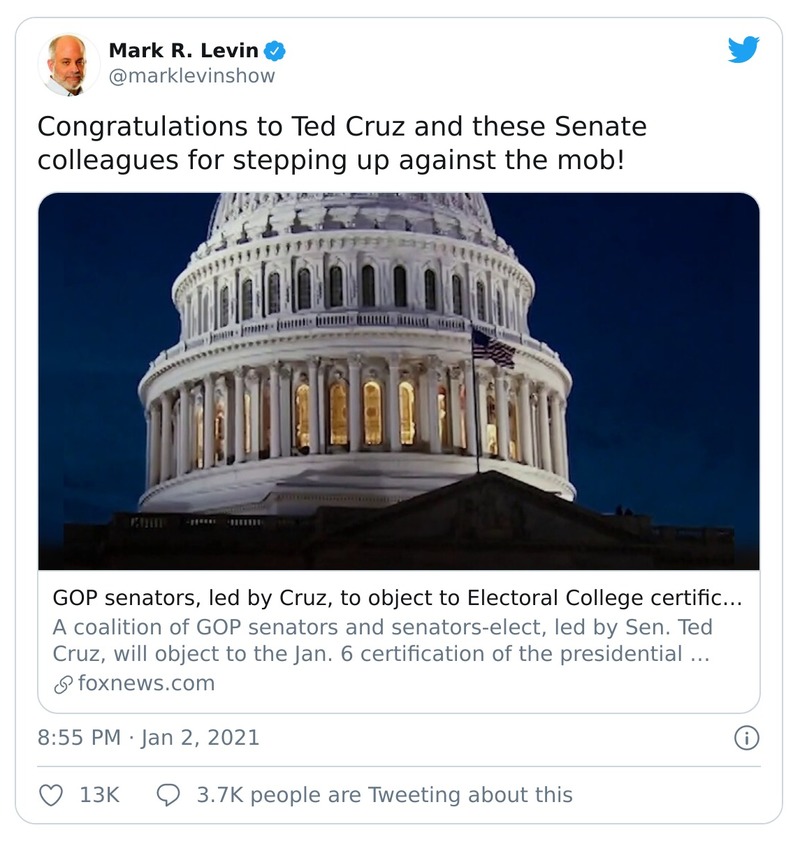 Mark R. Levin
@marklevinshow
Congratulations to Ted Cruz and these Senate
colleagues for stepping up against the mob!
GOP senators, led by Cruz, to object to Electoral College certific...
A coalition of GOP senators and senators-elect, led by Sen. Ted
Cruz, will object to the Jan. 6 certification of the presidential ...
foxnews.com
8:55 PM · Jan 2, 2021
13K 3.7K people are Tweeting about this